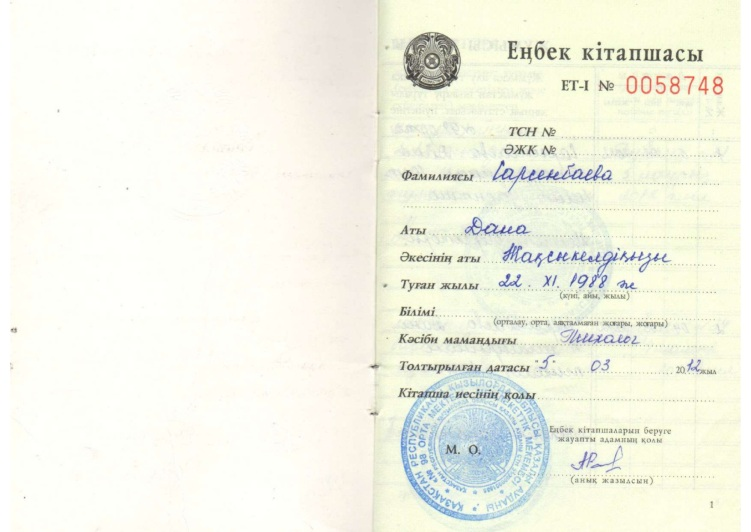 Еңбек кітапшасы
ЕТ-I № 0058748
ТСН №
ӘЖК №
Фамилиясы Сарсенбаева
Аты Дана
Әкесінің аты Жақсыкелдіқызы
Туған жылы 22. XI. 1988 ж
(күні, айы, жылы)
Білімі
(орталау, орта, аяқталмаған жоғары, жоғары)
Кәсіби мамандығы Психолог
Толтырылған датасы 5. 03 2012 жыл
Кітапша иесінің қолы
Еңбек кітапшаларын беруге
жауапты адамның қолы
М. О.
(анық жазылсын)
1